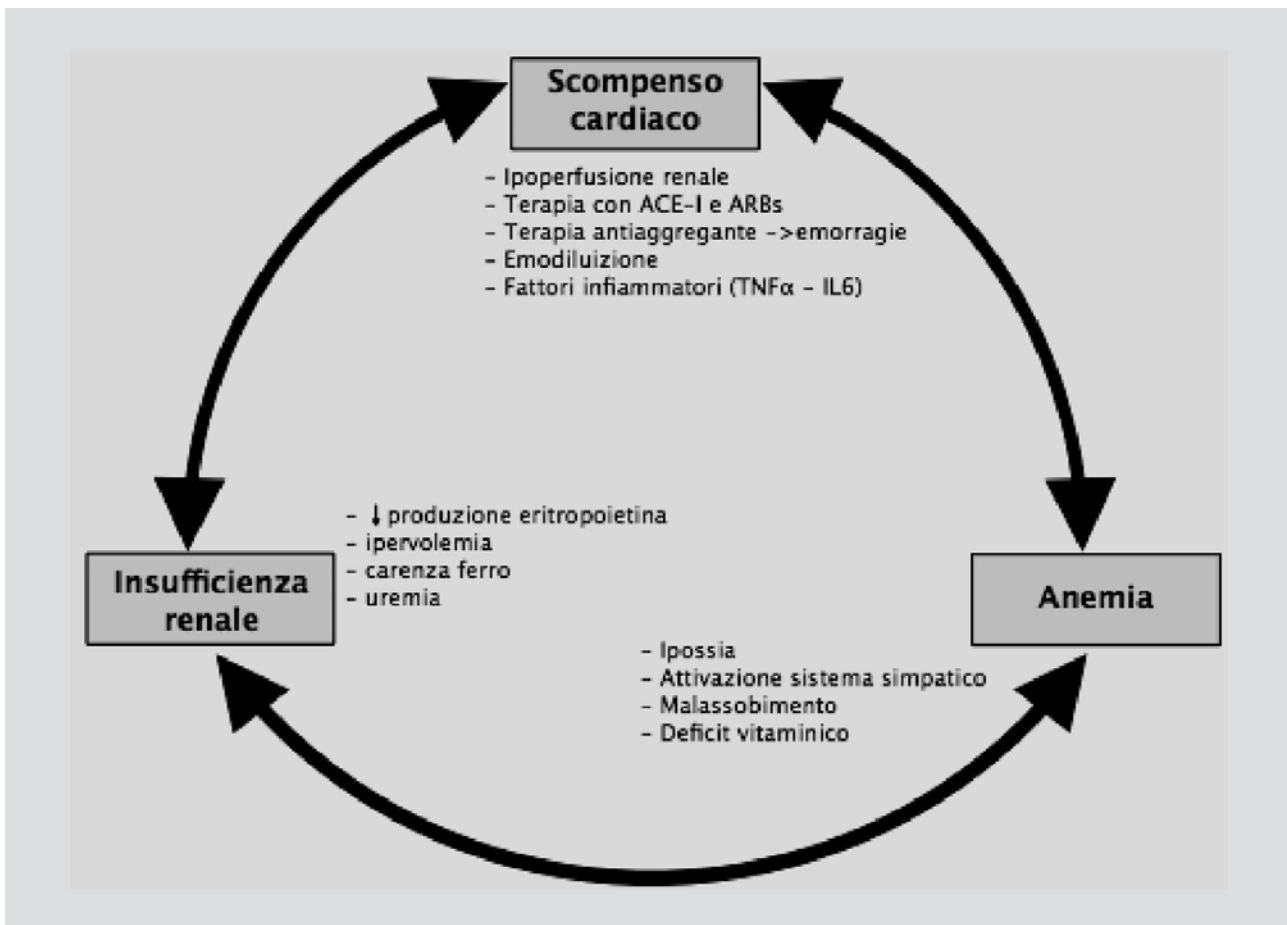 Scompenso
cardiaco
- Ipoperfusione renale
- Terapia con ACE-I e ARBs
- Terapia antiaggregante ->emorragie
- Emodiluizione
- Fattori infiammatori (TNFα - IL6)
- ↓ produzione eritropoietina
- ipervolemia
- carenza ferro
- uremia
Insufficienza
renale
Anemia
- Ipossia
- Attivazione sistema simpatico
- Malassobimento
- Deficit vitaminico